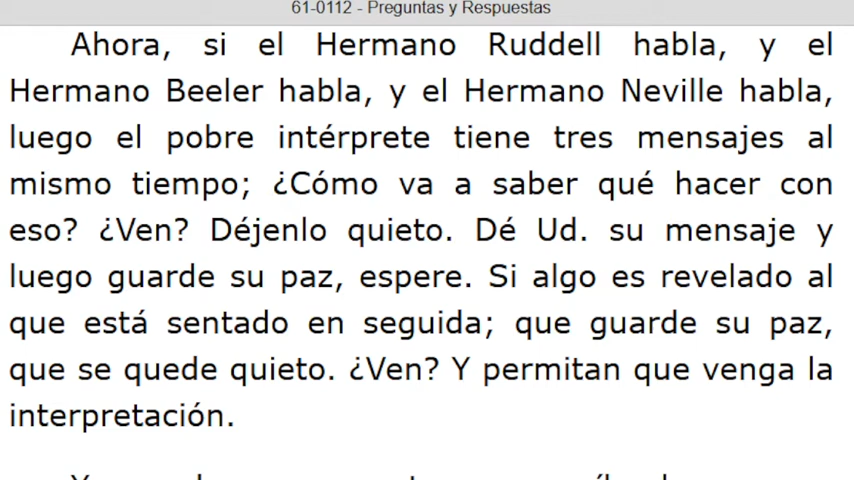 61-0112 - Preguntas y Respuestas
Ahora, si el Hermano Ruddell habla, y el
Hermano Beeler habla, y el Hermano Neville habla,
luego el pobre intérprete tiene tres mensajes al
mismo tiempo; ¿Cómo va a saber qué hacer con
eso? ¿Ven? Déjenlo quieto. Dé Ud. su mensaje y
luego guarde su paz, espere. Si algo es revelado al
que está sentado en seguida; que guarde su paz,
que se quede quieto. ¿Ven? Y permitan que venga la
interpretación.